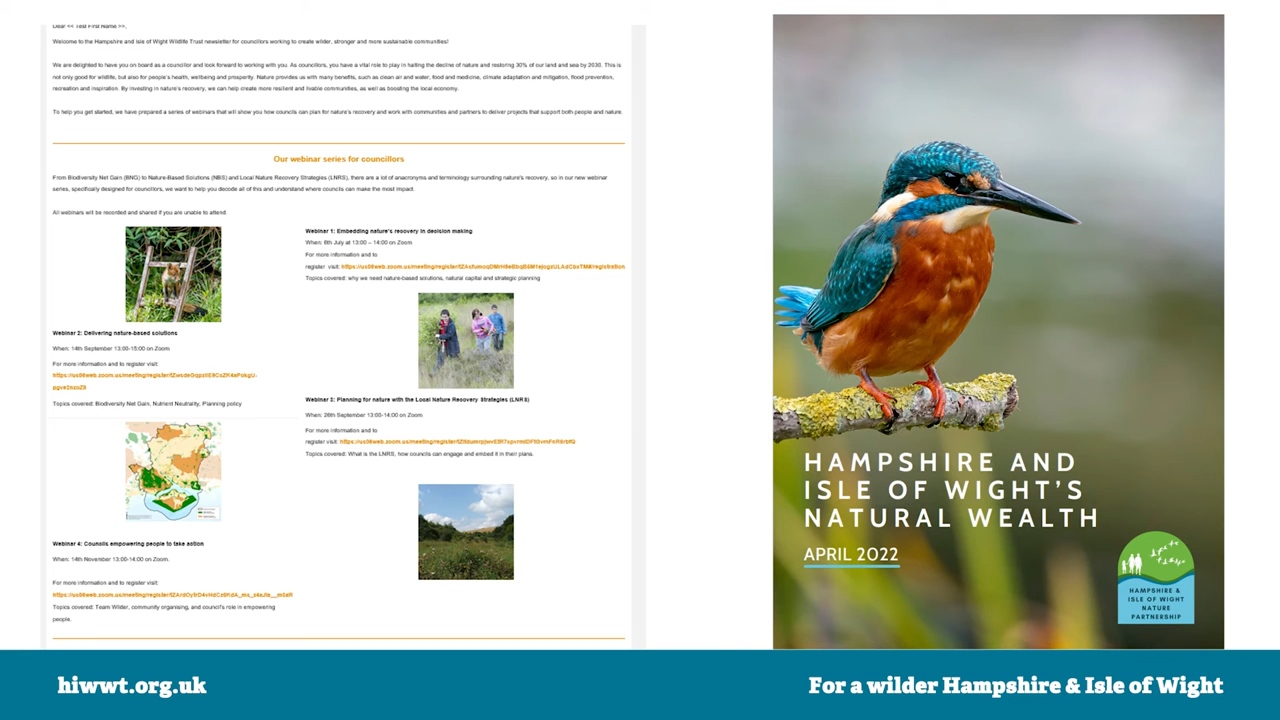 Dear << Test First Name >>,
Welcome to the Hampshire and Isle of Wight Wildlife Trust newsletter for councillors working to create wilder, stronger and more sustainable communities!
We are delighted to have you on board as a councillor and look forward to working with you. As councillors, you have a vital role to play in halting the decline of nature and restoring 30% of our land and sea by 2030. This is
not only good for wildlife, but also for people's health, wellbeing and prosperity. Nature provides us with many benefits, such as clean air and water, food and medicine, climate adaptation and mitigation, flood prevention,
recreation and inspiration. By investing in nature's recovery, we can help create more resilient and livable communities, as well as boosting the local economy.
To help you get started, we have prepared a series of webinars that will show you how councils can plan for nature's recovery and work with communities and partners to deliver projects that support both people and nature.
Our webinar series for councillors
From Biodiversity Net Gain (BNG) to Nature-Based Solutions (NBS) and Local Nature Recovery Strategies (LNRS), there are a lot of anacronyms and terminology surrounding nature's recovery, so in our new webinar
series, specifically designed for councillors, we want to help you decode all of this and understand where councils can make the most impact.
All webinars will be recorded and shared if you are unable to attend.
Webinar 1: Embedding nature's recovery in decision making
When: 6th July at 13:00 – 14:00 on Zoom
For more information and to
register visit:
Topics covered: why we need nature-based solutions, natural capital and strategic planning
Webinar 2: Delivering nature-based solutions
When: 14th September 13:00-15:00 on Zoom
For more information and to register visit:
Topics covered: Biodiversity Net Gain, Nutrient Neutrality, Planning policy
Webinar 3: Planning for nature with the Local Nature Recovery Strategies (LNRS)
When: 26th September 13:00-14:00 on Zoom
For more information and to
register visit:
Topics covered: What is the LNRS, how councils can engage and embed it in their plans.
Webinar 4: Councils empowering people to take action
When: 14th November 13:00-14:00 on Zoom.
For more information and to register visit:
Topics covered: Team Wilder, community organising, and council's role in empowering
people.
HAMPSHIRE AND
ISLE OF WIGHT'S
NATURAL WEALTH
APRIL 2022
HAMPSHIRE &
ISLE OF WIGHT
NATURE
PARTNERSHIP
hiwwt.org.uk
For a wilder Hampshire & Isle of Wight